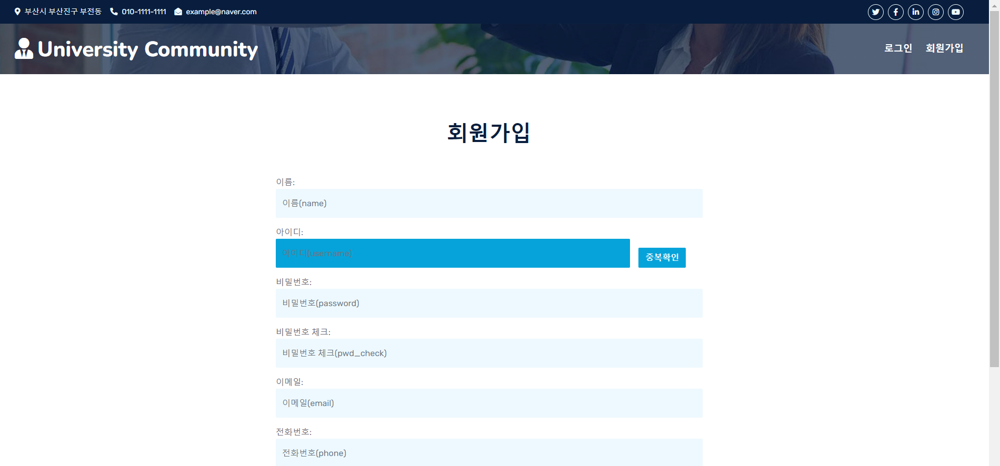 부산시 부산진구 부전동 010-1111-1111 example@naver.com
University Community
로그인 회원가입
회원가입
이름:
이름(name)
아이디:
아이디(username)
중복확인
비밀번호:
비밀번호(password)
비밀번호 체크:
비밀번호 체크(pwd_check)
이메일:
이메일(email)
전화번호:
전화번호(phone)